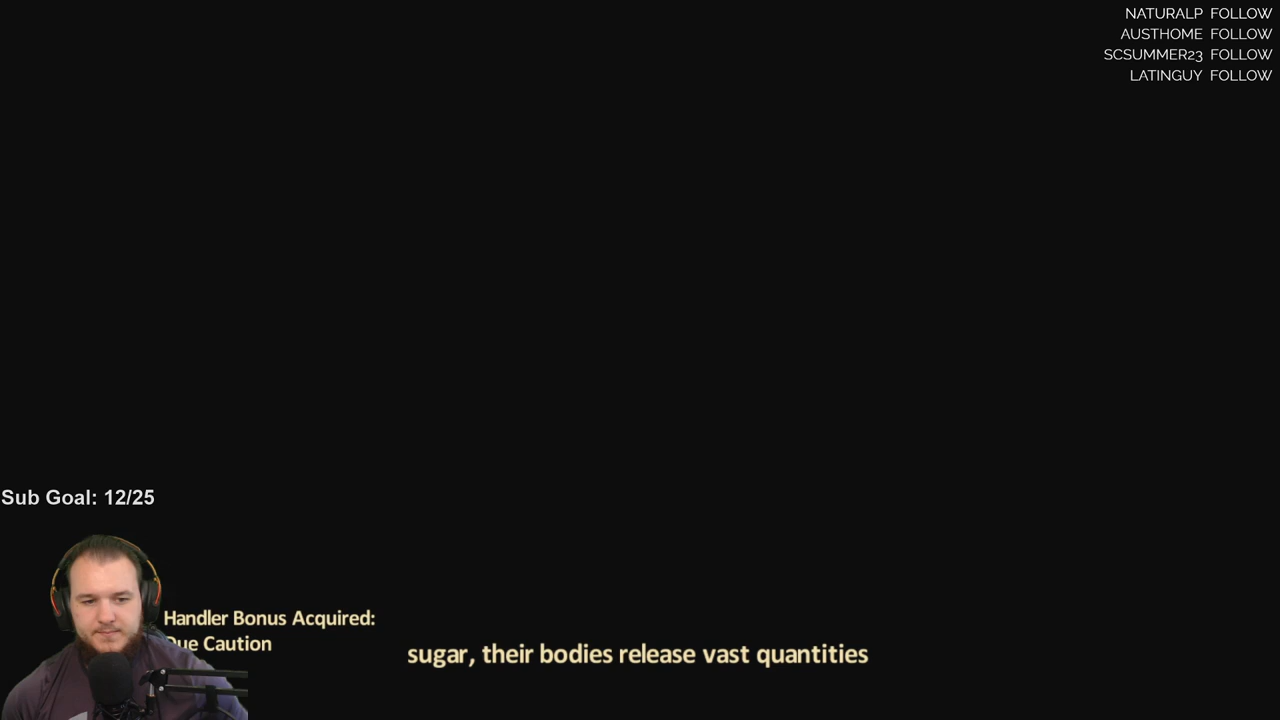 NATURALP FOLLOW
AUSTHOME FOLLOW
SCSUMMER23 FOLLOW
LATINGUY FOLLOW
Sub Goal: 12/25
Handler Bonus Acquired:
Due Caution
sugar, their bodies release vast quantities